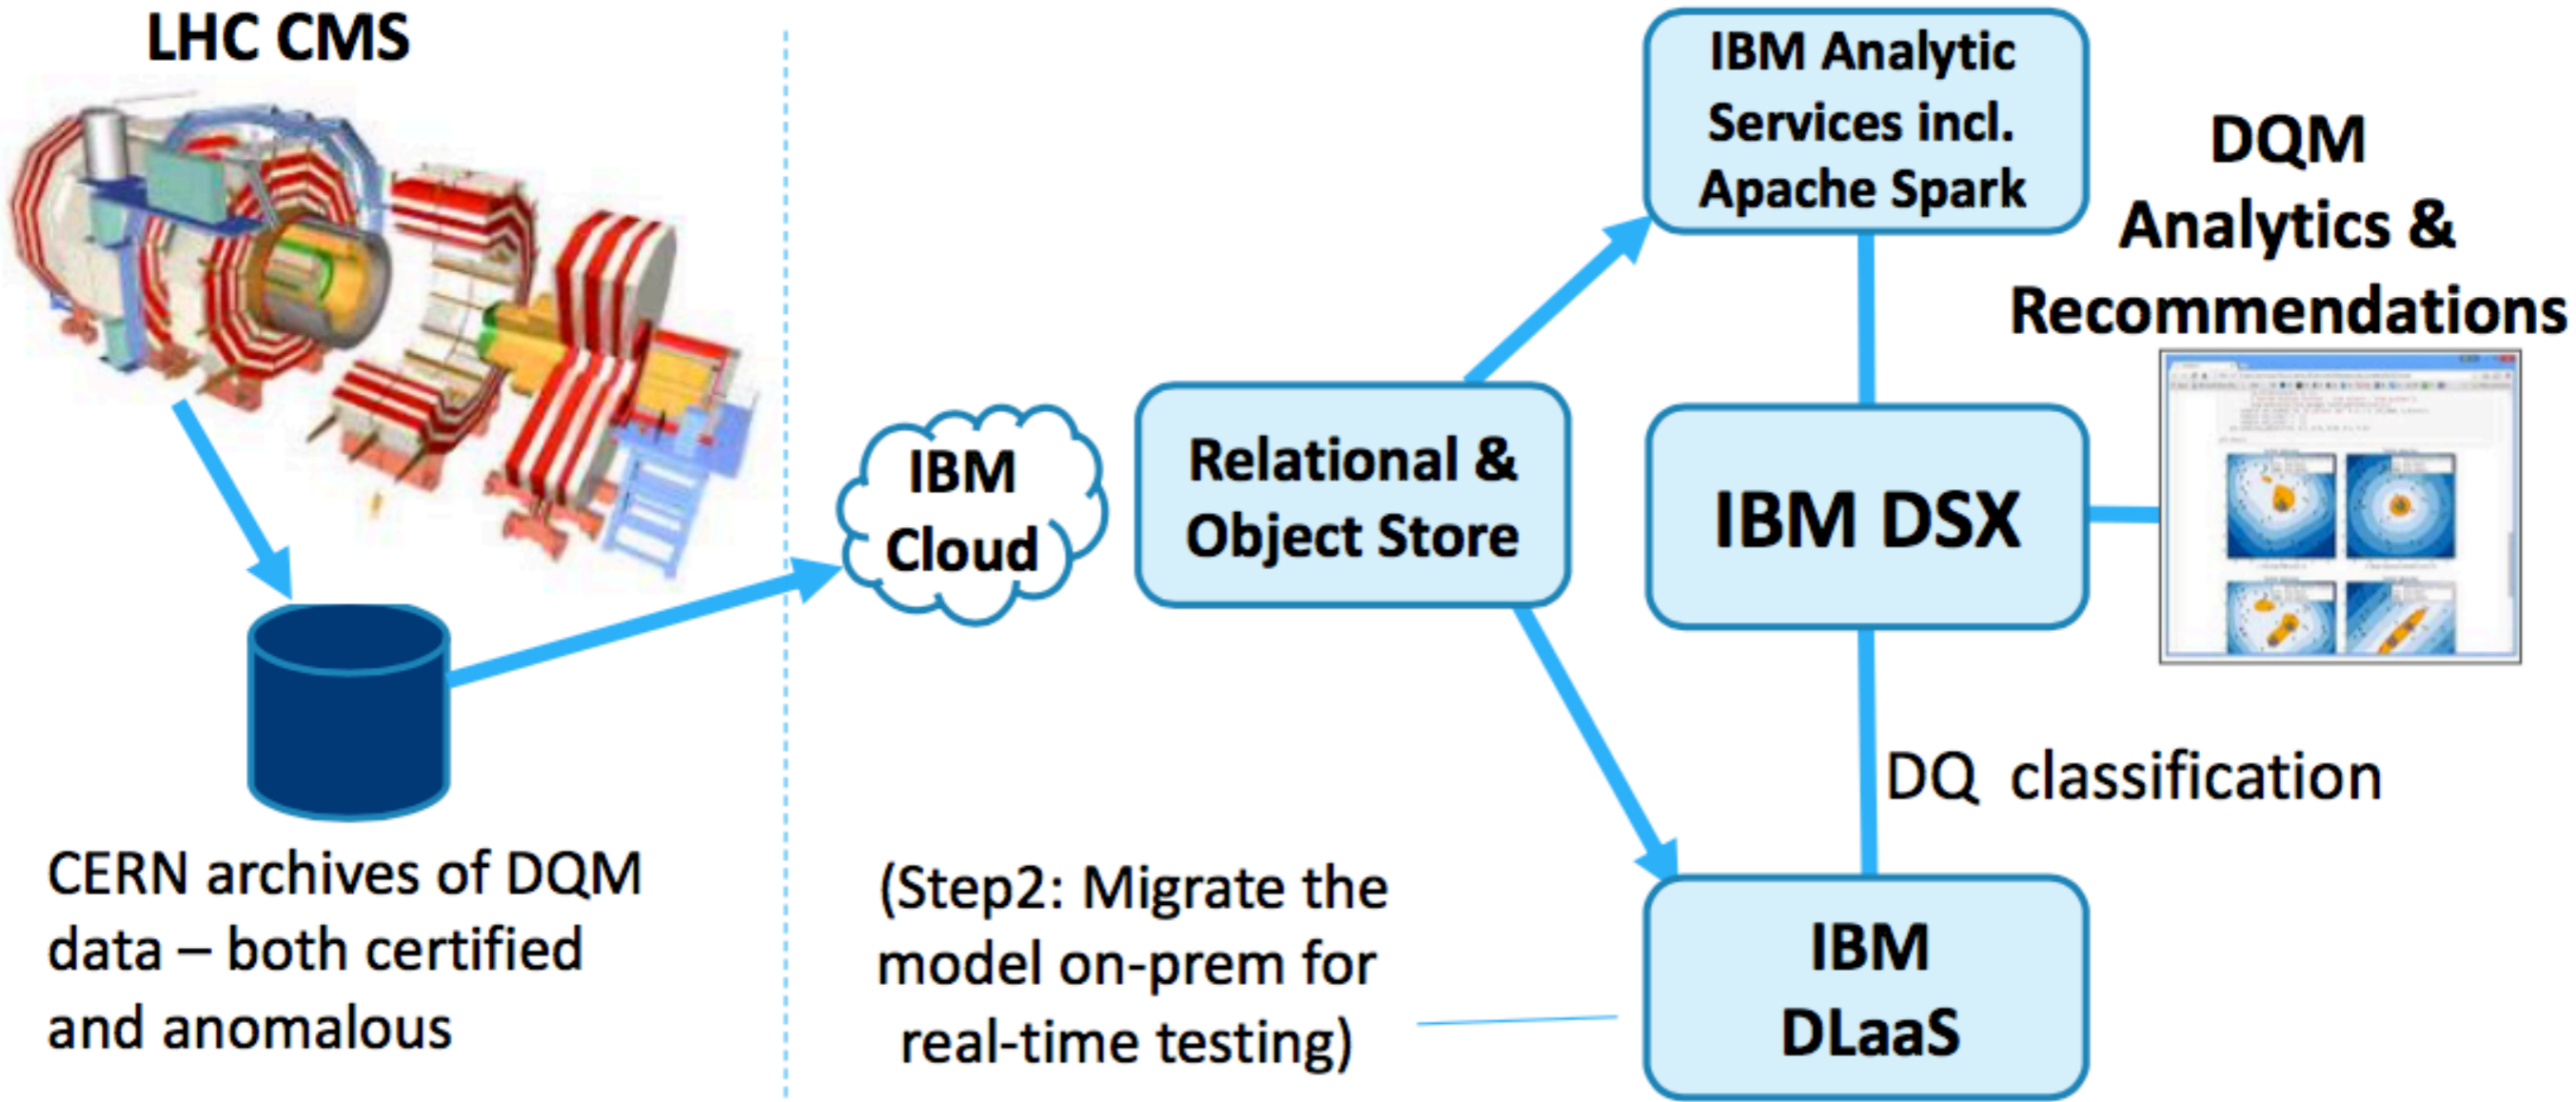 LHC CMS
CERN archives of DQM
data – both certified
and anomalous
IBM
Cloud
Relational &
Object Store
IBM Analytic
Services incl.
Apache Spark
IBM DSX
DQM
Analytics &
Recommendations
DQ classification
(Step2: Migrate the
model on-prem for
real-time testing)
IBM
DLaaS